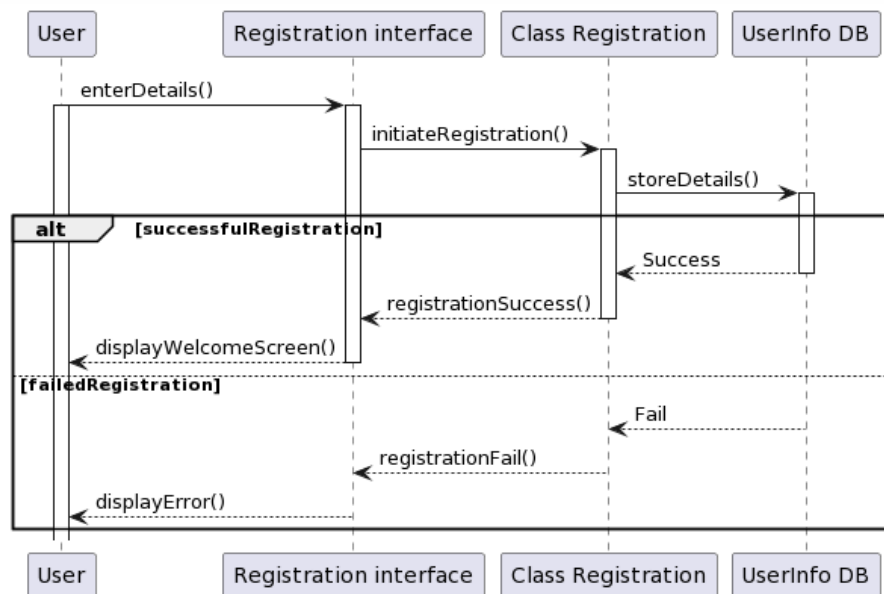 User
Registration interface
Class Registration
UserInfo DB
enterDetails()
initiateRegistration()
storeDetails()
alt
[successfulRegistration]
Success
registrationSuccess()
displayWelcomeScreen()
[failedRegistration]
Fail
registrationFail()
displayError()
User
Registration interface
Class Registration
UserInfo DB